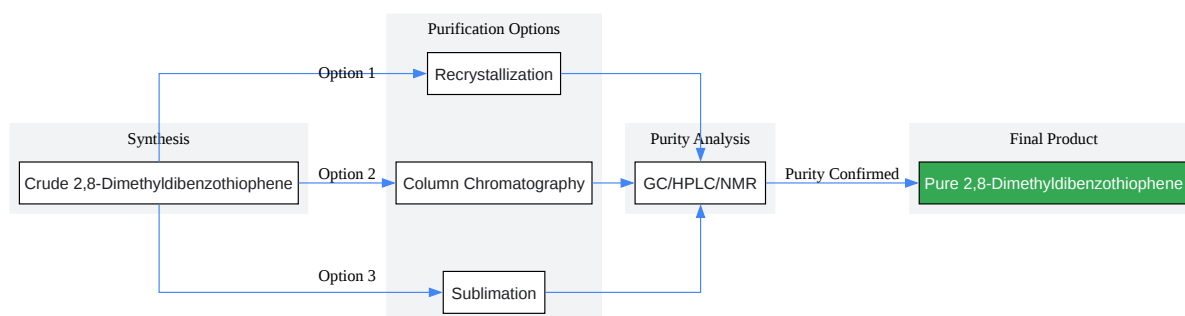 Purification Options
Option 1
Recrystallization
Synthesis
Crude 2,8-Dimethyldibenzothiophene
Option 2
Column Chromatography
Purity Analysis
GC/HPLC/NMR
Purity Confirmed
Final Product
Pure 2,8-Dimethyldibenzothiophene
Option 3
Sublimation